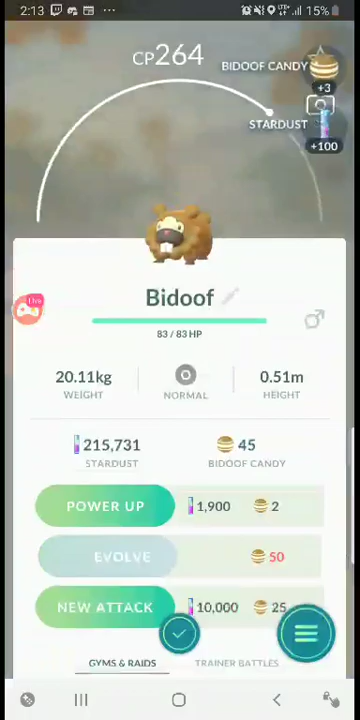 2:13 15%
CP264
BIDOOF CANDY
+3
STARDUST
+100
Live
Bidoof
83 / 83 HP
20.11kg
WEIGHT
NORMAL
0.51m
HEIGHT
215,731
STARDUST
45
BIDOOF CANDY
POWER UP 1,900 2
EVOLVE 50
NEW ATTACK 10,000 25
GYMS & RAIDS TRAINER BATTLES